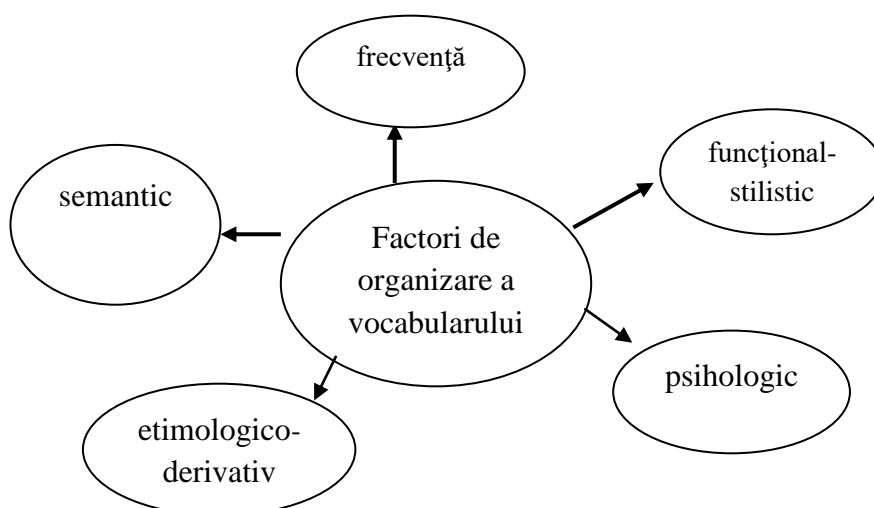 frecvenţă
funcţional-
stilistic
semantic
Factori de
organizare a
vocabularului
psihologic
etimologico-
derivativ